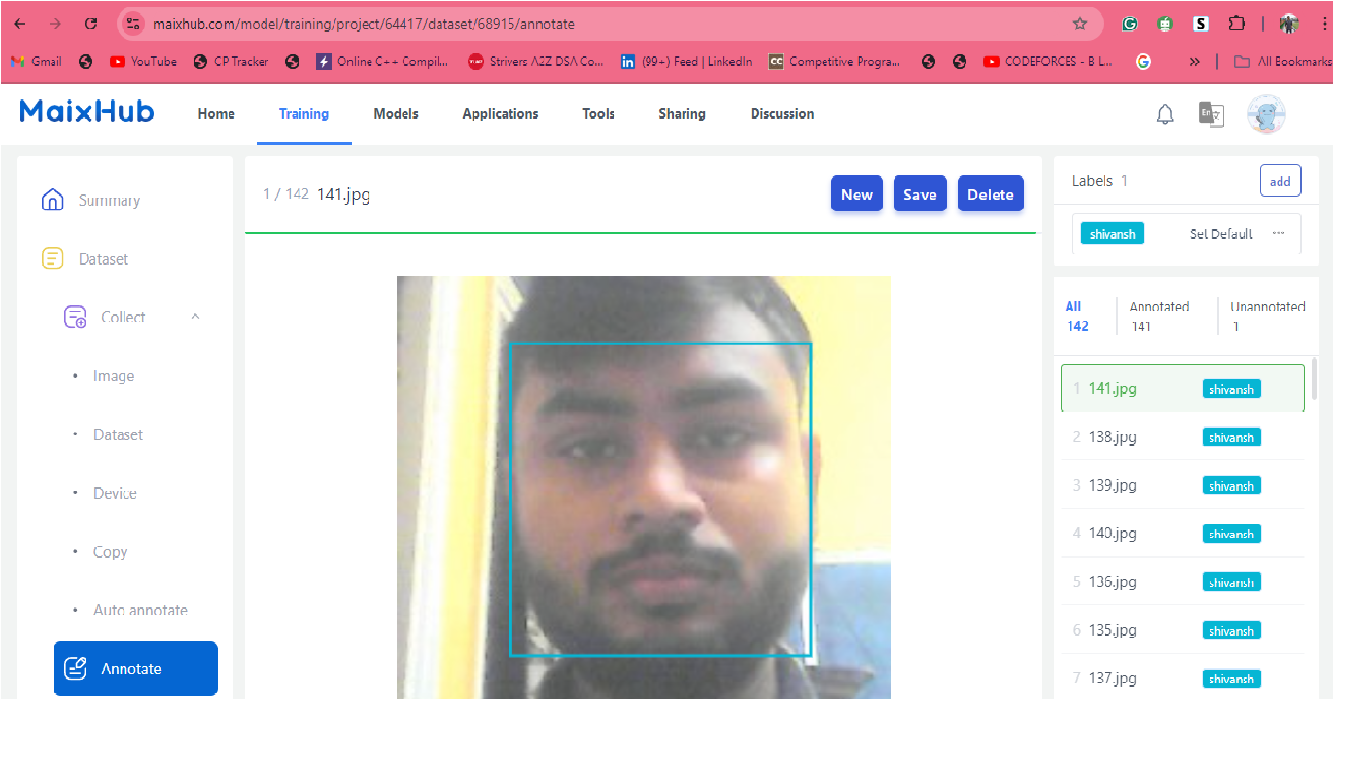 maixhub.com/model/training/project/64417/dataset/68915/annotate
Gmail YouTube CP Tracker Online C++ Compil... Strivers A2Z DSA Co... (99+) Feed | LinkedIn Competitive Progra... CODEFORCES - B L... » All Bookmarks
MaixHub Home Training Models Applications Tools Sharing Discussion
Summary
Dataset
Collect
Image
Dataset
Device
Copy
Auto annotate
Annotate
1 / 142 141.jpg New Save Delete
Labels 1 add
shivansh Set Default ...
All Annotated Unannotated
142 141 1
1 141.jpg shivansh
2 138.jpg shivansh
3 139.jpg shivansh
4 140.jpg shivansh
5 136.jpg shivansh
6 135.jpg shivansh
7 137.jpg shivansh